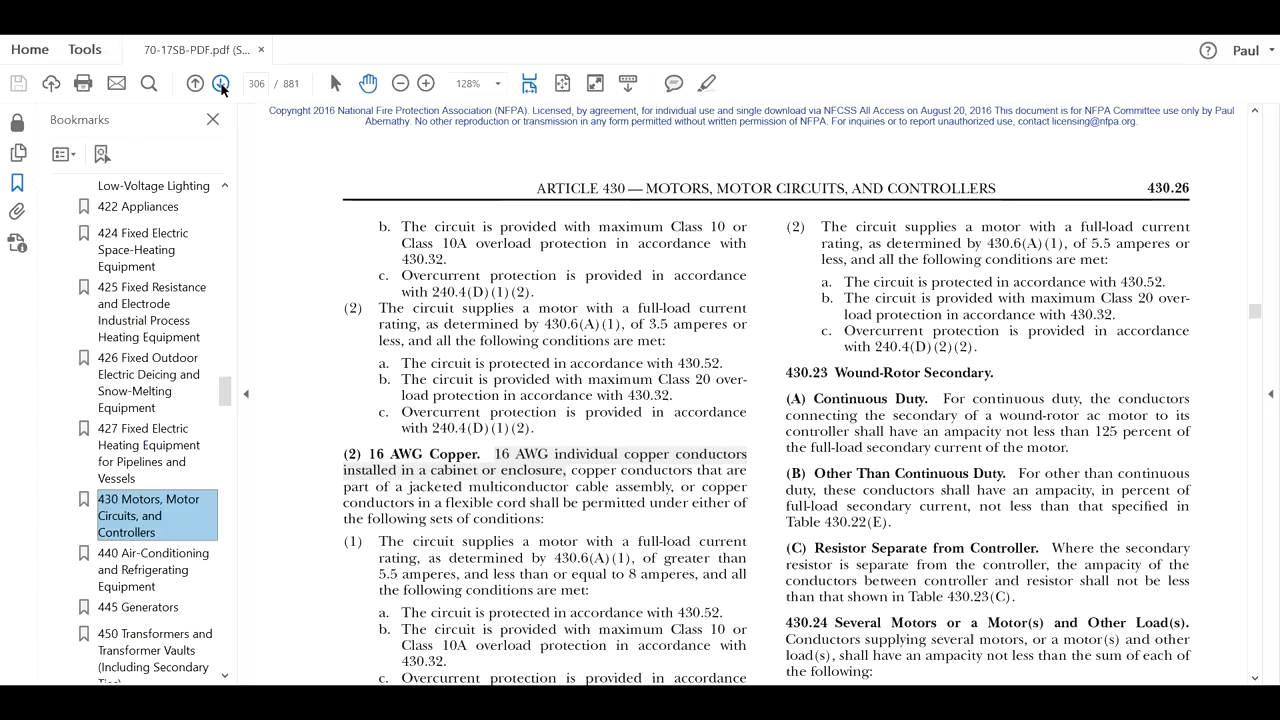 Home
Tools
70-17SB-PDF.pdf (S...
Paul
306 / 881
128%
Copyright 2016 National Fire Protection Association (NFPA). Licensed, by agreement, for individual use and single download via NFCSS All Access on August 20, 2016 This document is for NFPA Committee use only by Paul
Abernathy. No other reproduction or transmission in any form permitted without written permission of NFPA. For inquiries or to report unauthorized use, contact licensing@nfpa.org.
Bookmarks
Low-Voltage Lighting
422 Appliances
424 Fixed Electric
Space-Heating
Equipment
425 Fixed Resistance
and Electrode
Industrial Process
Heating Equipment
426 Fixed Outdoor
Electric Deicing and
Snow-Melting
Equipment
427 Fixed Electric
Heating Equipment
for Pipelines and
Vessels
430 Motors, Motor
Circuits, and
Controllers
440 Air-Conditioning
and Refrigerating
Equipment
445 Generators
450 Transformers and
Transformer Vaults
(Including Secondary
ARTICLE 430 — MOTORS, MOTOR CIRCUITS, AND CONTROLLERS
430.26
b. The circuit is provided with maximum Class 10 or
Class 10A overload protection in accordance with
430.32.
c. Overcurrent protection is provided in accordance
with 240.4(D)(1)(2).
(2) The circuit supplies a motor with a full-load current
rating, as determined by 430.6(A)(1), of 3.5 amperes or
less, and all the following conditions are met:
a. The circuit is protected in accordance with 430.52.
b. The circuit is provided with maximum Class 20 over-
load protection in accordance with 430.32.
c. Overcurrent protection is provided in accordance
with 240.4(D)(1)(2).
(2) 16 AWG Copper. 16 AWG individual copper conductors
installed in a cabinet or enclosure, copper conductors that are
part of a jacketed multiconductor cable assembly, or copper
conductors in a flexible cord shall be permitted under either of
the following sets of conditions:
(1) The circuit supplies a motor with a full-load current
rating, as determined by 430.6(A)(1), of greater than
5.5 amperes, and less than or equal to 8 amperes, and all
the following conditions are met:
a. The circuit is protected in accordance with 430.52.
b. The circuit is provided with maximum Class 10 or
Class 10A overload protection in accordance with
430.32.
c. Overcurrent protection is provided in accordance
(2) The circuit supplies a motor with a full-load current
rating, as determined by 430.6(A)(1), of 5.5 amperes or
less, and all the following conditions are met:
a. The circuit is protected in accordance with 430.52.
b. The circuit is provided with maximum Class 20 over-
load protection in accordance with 430.32.
c. Overcurrent protection is provided in accordance
with 240.4(D)(2)(2).
430.23 Wound-Rotor Secondary.
(A) Continuous Duty. For continuous duty, the conductors
connecting the secondary of a wound-rotor ac motor to its
controller shall have an ampacity not less than 125 percent of
the full-load secondary current of the motor.
(B) Other Than Continuous Duty. For other than continuous
duty, these conductors shall have an ampacity, in percent of
full-load secondary current, not less than that specified in
Table 430.22(E).
(C) Resistor Separate from Controller. Where the secondary
resistor is separate from the controller, the ampacity of the
conductors between controller and resistor shall not be less
than that shown in Table 430.23(C).
430.24 Several Motors or a Motor(s) and Other Load(s).
Conductors supplying several motors, or a motor(s) and other
load(s), shall have an ampacity not less than the sum of each of
the following: